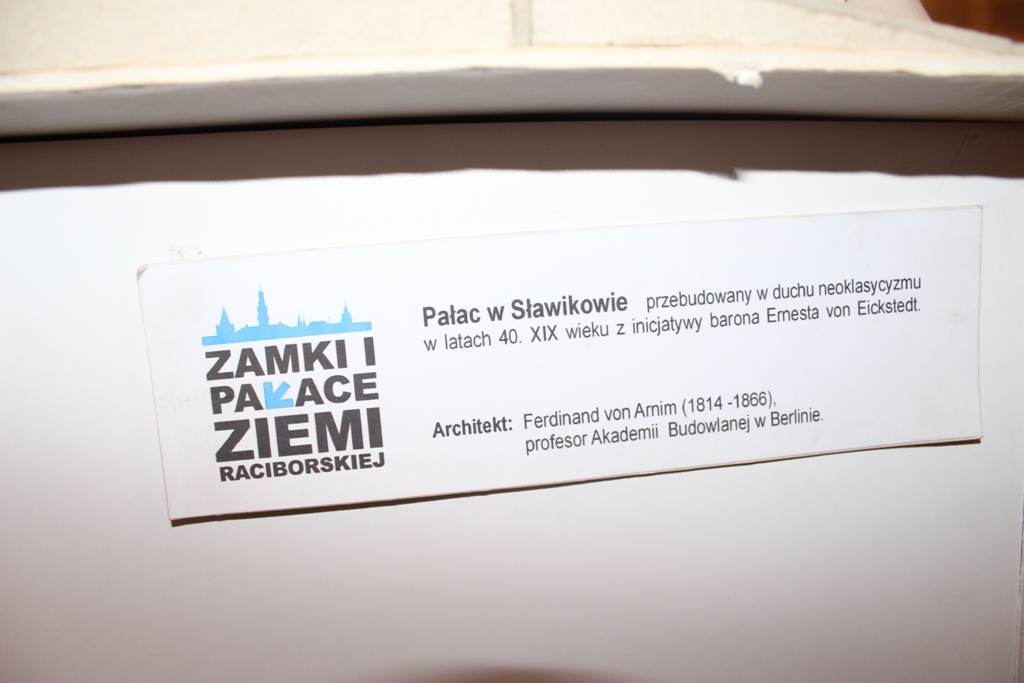 ZAMKI I
PAŁACE
ZIEMI
RACIBORSKIEJ
Pałac w Sławikowie przebudowany w duchu neoklasycyzmu
w latach 40. XIX wieku z inicjatywy barona Ernesta von Eickstedt.
Architekt: Ferdinand von Arnim (1814 -1866),
profesor Akademii Budowlanej w Berlinie.